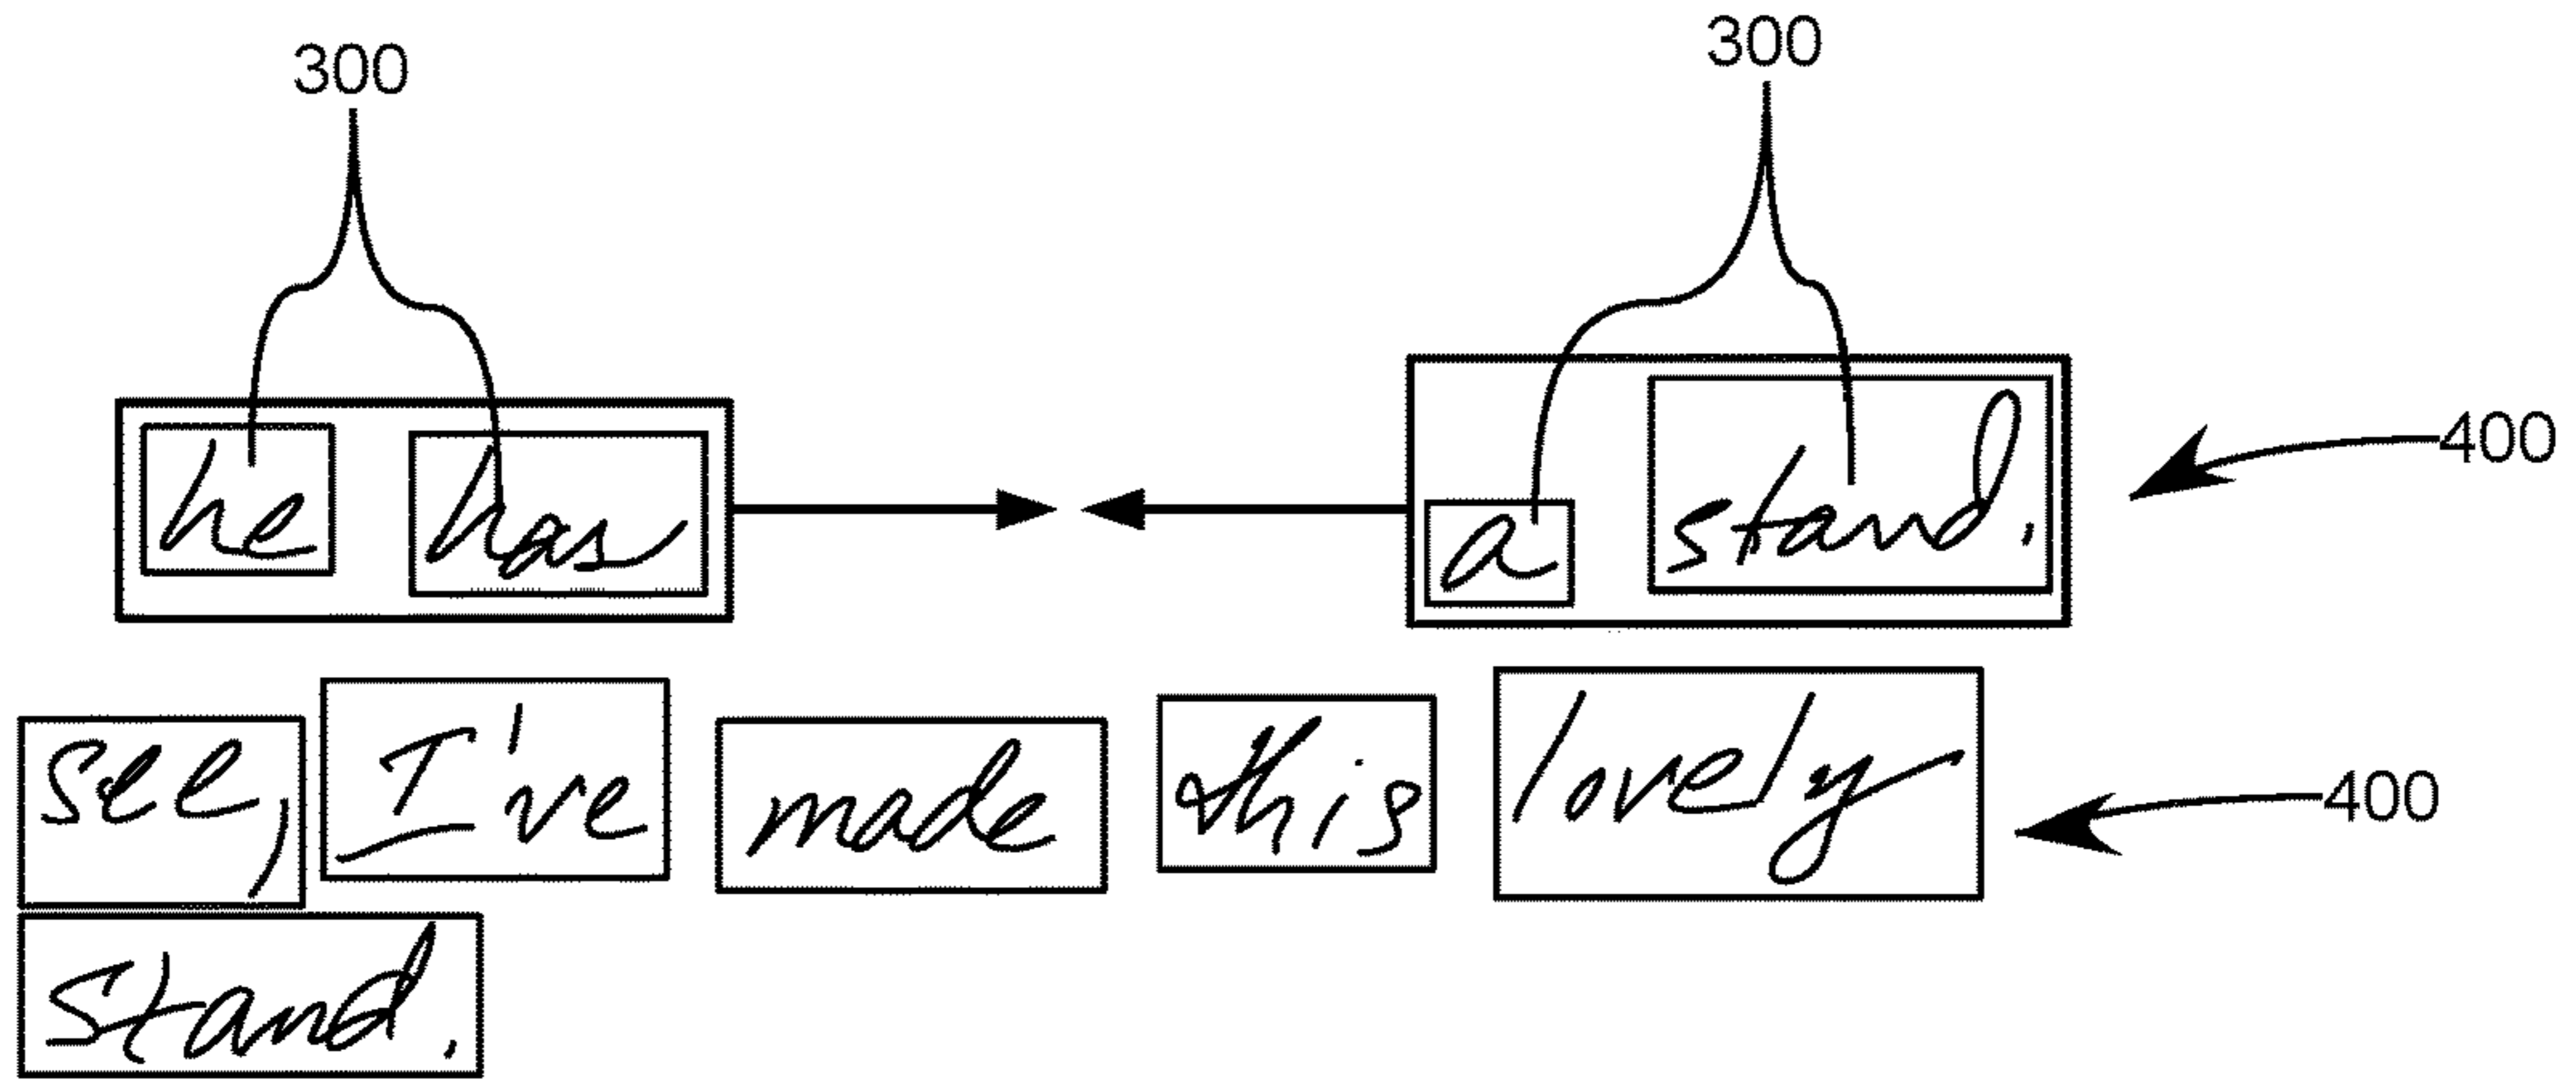 300 300
he has a stand. 400
see, I've made this lovely 400
stand.